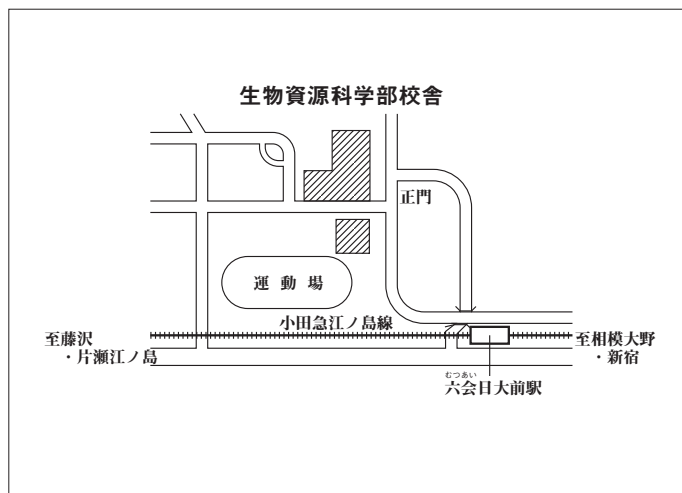 生物資源科学部校舎
正門
運動場
小田急江ノ島線
至藤沢
・片瀬江ノ島
至相模大野
・新宿
むつあい
六会日大前駅